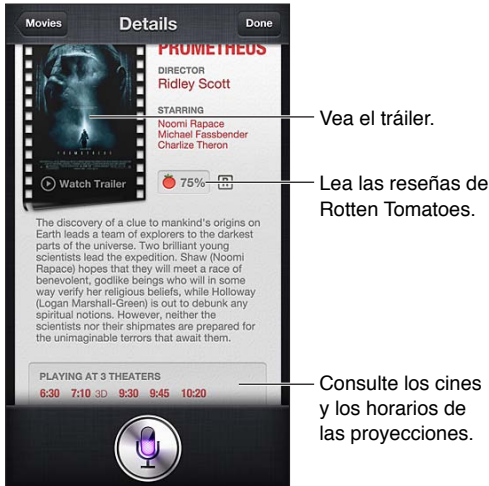 Movies
Details
Done
PROMETHEUS
DIRECTOR
Ridley Scott
STARRING
Noomi Rapace
Michael Fassbender
Charlize Theron
PROMETHEUS
Watch Trailer
75%
The discovery of a clue to mankind's origins on
Earth leads a team of explorers to the darkest
parts of the universe. Two brilliant young
scientists lead the expedition. Shaw (Noomi
Rapace) hopes that they will meet a race of
benevolent, godlike beings who will in some
way verify her religious beliefs, while Holloway
(Logan Marshall-Green) is out to debunk any
spiritual notions. However, neither the
scientists nor their shipmates are prepared for
the unimaginable terrors that await them.
PLAYING AT 3 THEATERS
6:30 7:10 3D 9:30 9:45 10:20
Vea el tráiler.
Lea las reseñas de
Rotten Tomatoes.
Consulte los cines
y los horarios de
las proyecciones.